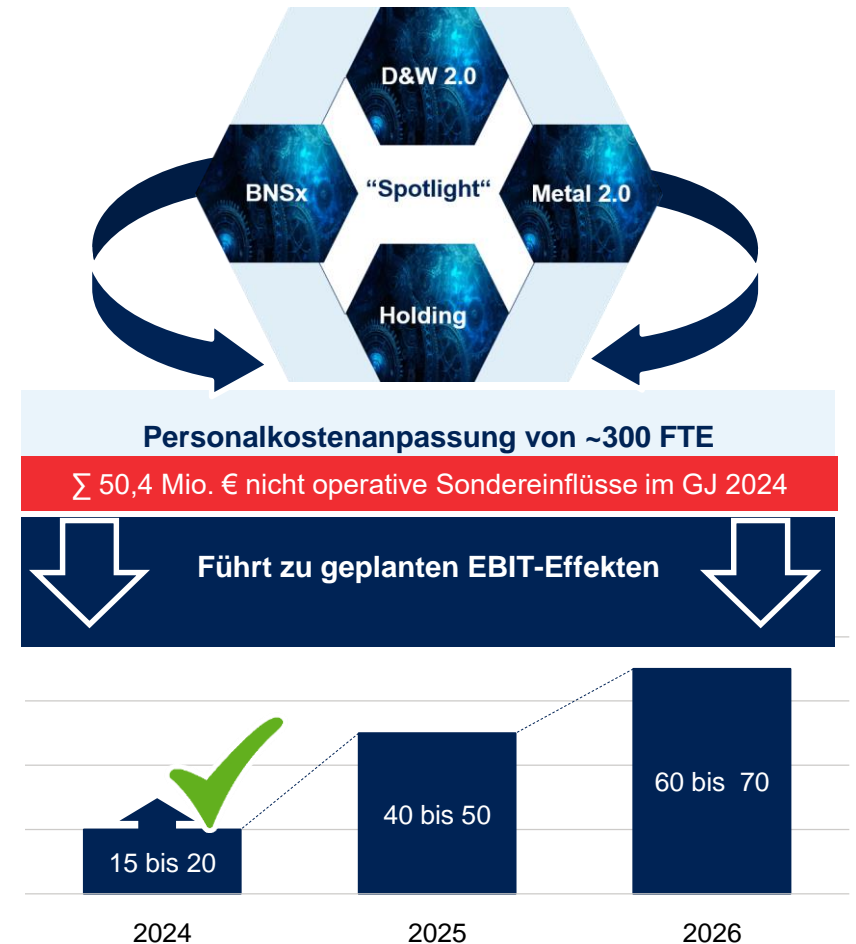 D&W 2.0
BNSx
“Spotlight“
Metal 2.0
Holding
Personalkostenanpassung von ~300 FTE
∑ 50,4 Mio. € nicht operative Sondereinflüsse im GJ 2024
Führt zu geplanten EBIT-Effekten
15 bis 20
40 bis 50
60 bis 70
2024
2025
2026